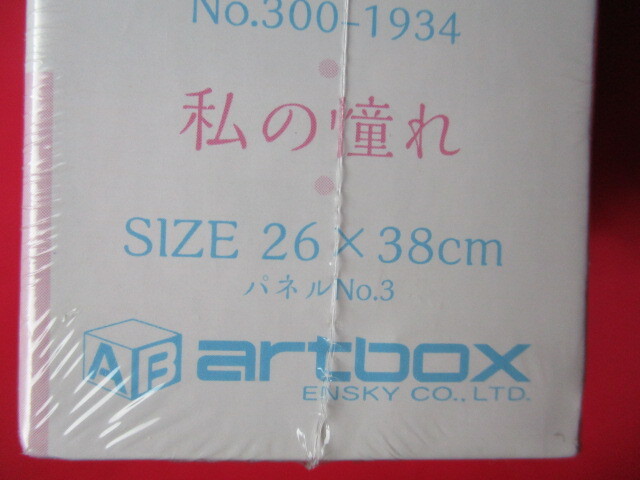 No.300-1934
私の憧れ
SIZE 26×38cm
パネルNo.3
AB artbox
ENSKY CO., LTD.